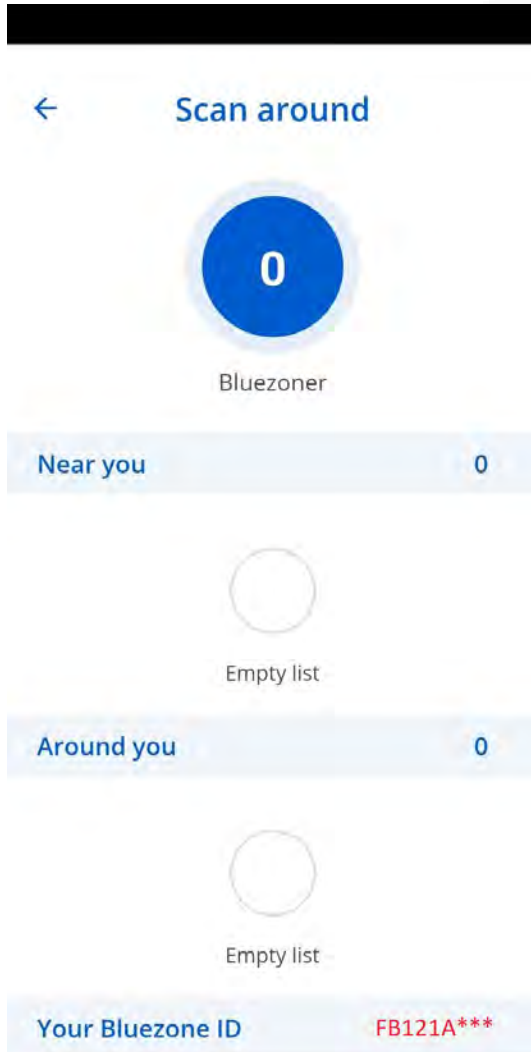 Scan around
0
Bluezoner
Near you 0
Empty list
Around you 0
Empty list
Your Bluezone ID FB121A***